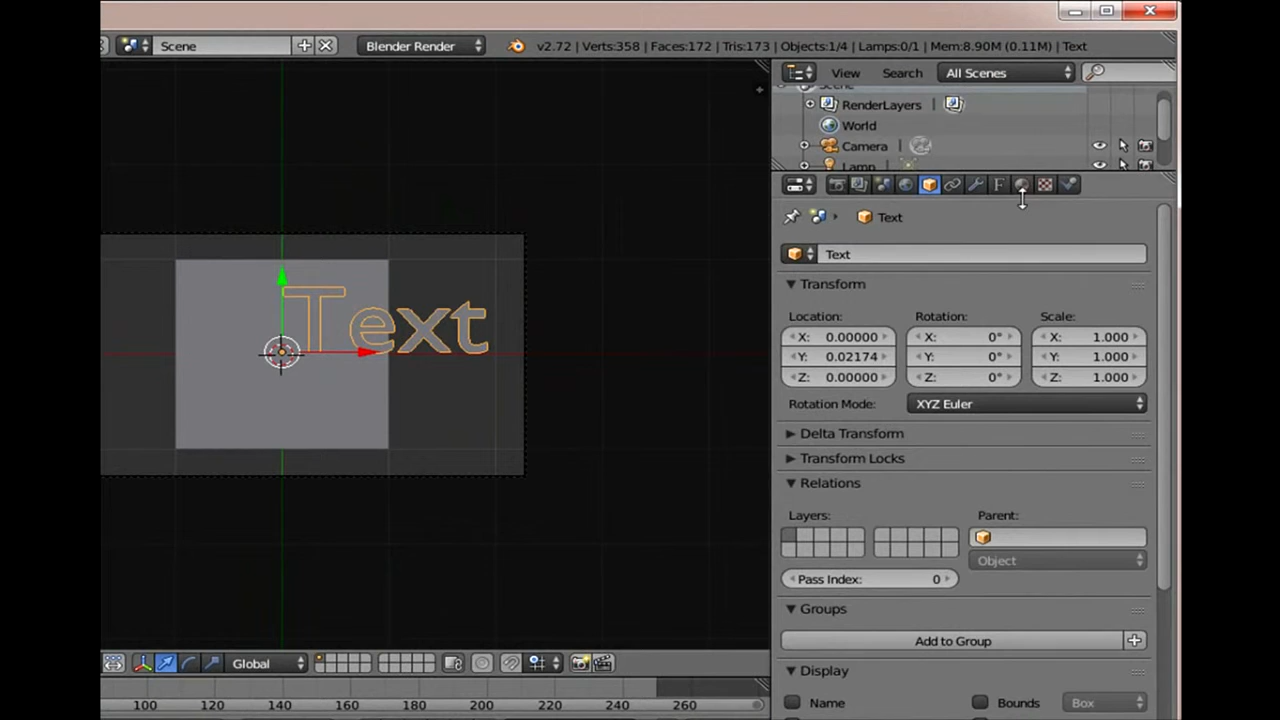 Scene
Blender Render
v2.72 | Verts:358 | Faces:172 | Tris:173 | Objects:1/4 | Lamps:0/1 | Mem:8.90M (0.11M) | Text
View Search All Scenes
Scene
RenderLayers
World
Camera
Lamp
F
Text
Text
Transform
Location: Rotation: Scale:
X: 0.00000 X: 0° X: 1.000
Y: 0.02174 Y: 0° Y: 1.000
Z: 0.00000 Z: 0° Z: 1.000
Rotation Mode: XYZ Euler
Delta Transform
Transform Locks
Relations
Layers: Parent:
Object
Pass Index: 0
Groups
Add to Group
Display
Name Bounds Box
Text
Global
100 120 140 160 180 200 220 240 260